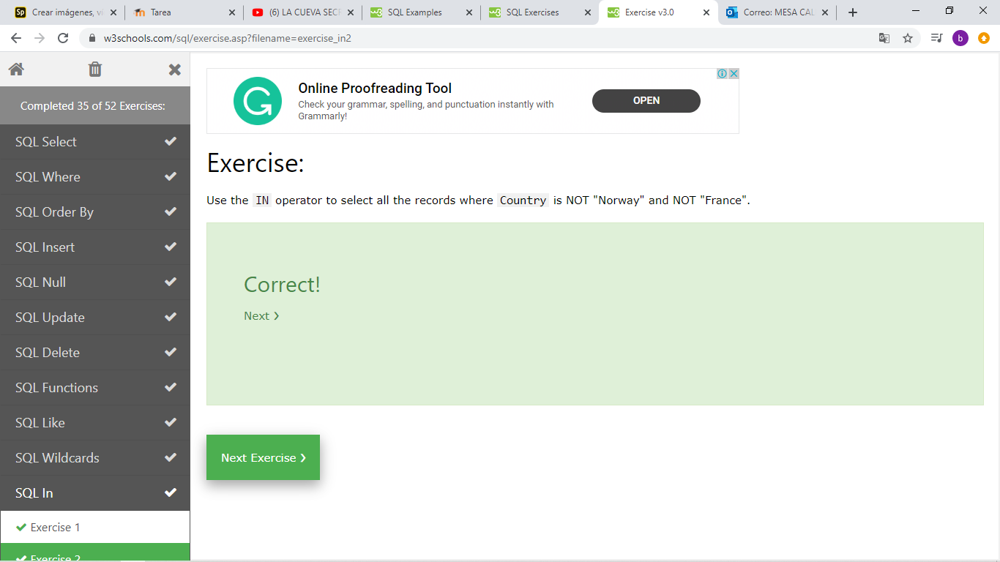 Crear imágenes, ví
Tarea
(6) LA CUEVA SECR
SQL Examples
SQL Exercises
Exercise v3.0
Correo: MESA CAL
w3schools.com/sql/exercise.asp?filename=exercise_in2
b
Completed 35 of 52 Exercises:
SQL Select
SQL Where
SQL Order By
SQL Insert
SQL Null
SQL Update
SQL Delete
SQL Functions
SQL Like
SQL Wildcards
SQL In
Exercise 1
Exercise 2
Online Proofreading Tool
Check your grammar, spelling, and punctuation instantly with
Grammarly!
OPEN
Exercise:
Use the IN operator to select all the records where Country is NOT "Norway" and NOT "France".
Correct!
Next ❯
Next Exercise ❯